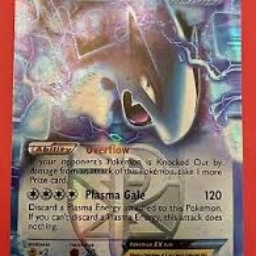 Ability Overflow
If your opponent's Pokémon is Knocked Out by
damage from an attack of this Pokémon, take 1 more
Prize card.
Plasma Gale 120
Discard a Plasma Energy attached to this Pokémon.
If you can't discard a Plasma Energy, this attack does
nothing.
×2